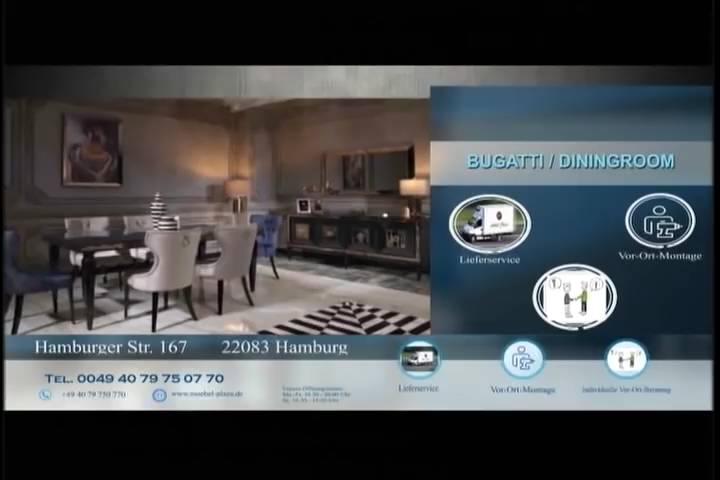 BUGATTI / DININGROOM
Lieferservice
Vor-Ort-Montage
Hamburger Str. 167
22083 Hamburg
TEL. 0049 40 79 75 07 70
+49 40 79 750 770
www.moebel-plaza.de
Lieferservice
Vor-Ort-Montage
individuelle Vor-Ort-Beratung